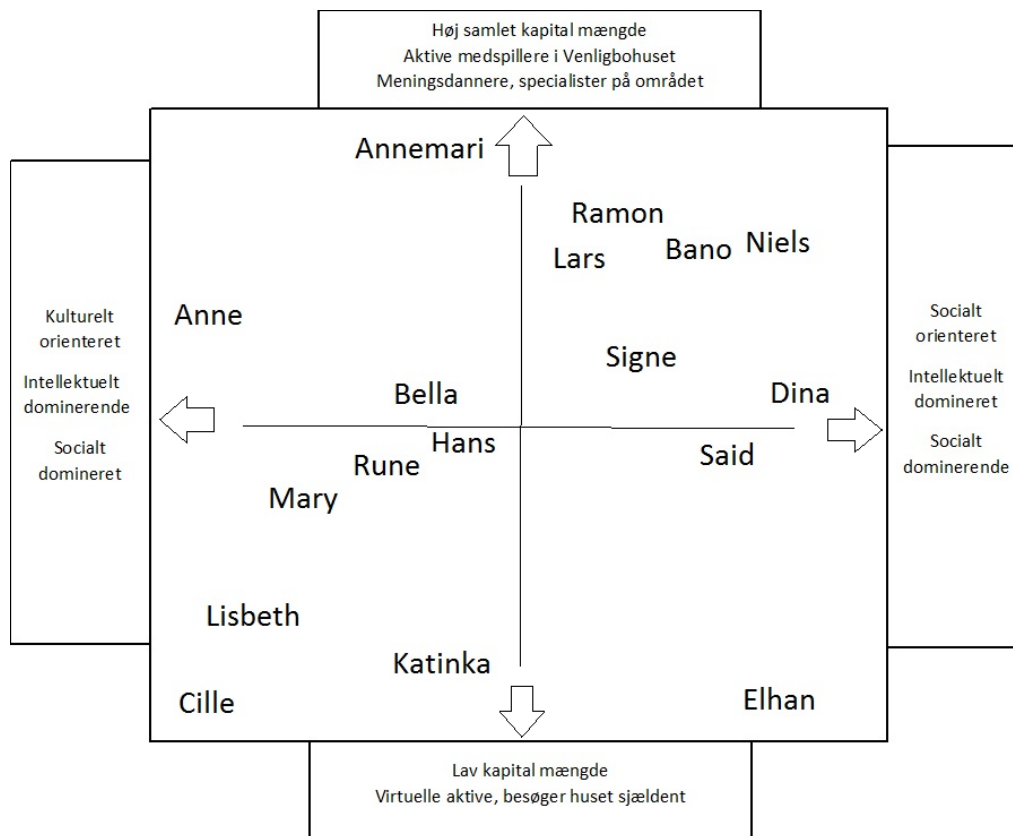 Høj samlet kapital mængde
Aktive medspillere i Venligbohuset
Meningsdannere, specialister på området
Annemari
Ramon
Lars
Bano
Niels
Anne
Signe
Bella
Dina
Hans
Rune
Said
Mary
Lisbeth
Katinka
Cille
Elhan
Kulturelt
orienteret
Intellektuelt
dominerende
Socialt
domineret
Socialt
orienteret
Intellektuelt
domineret
Socialt
dominerende
Lav kapital mængde
Virtuelle aktive, besøger huset sjældent